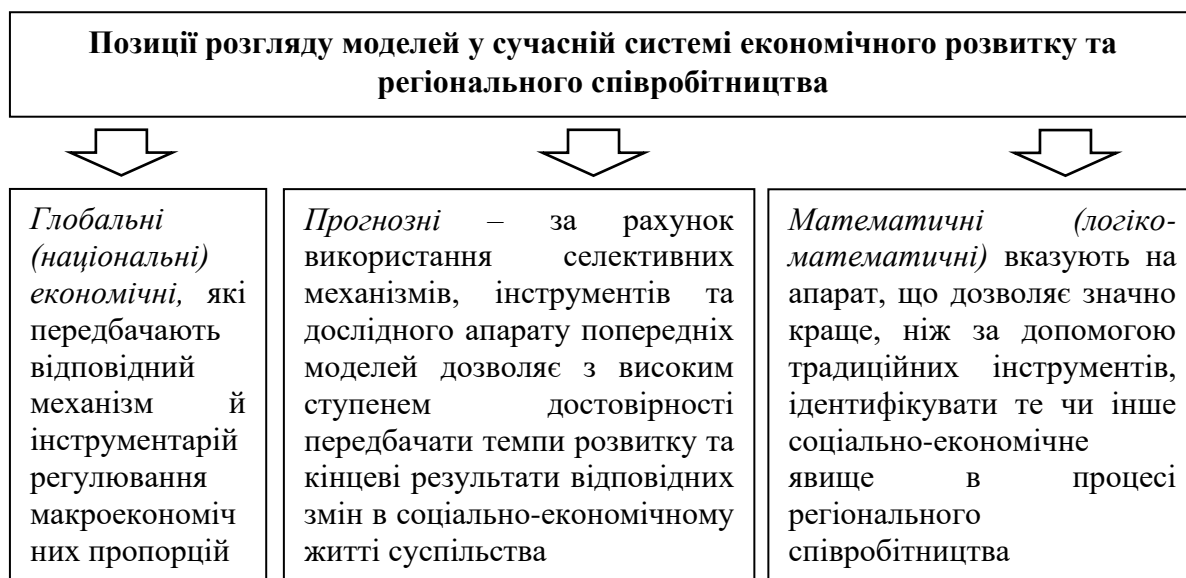 Позиції розгляду моделей у сучасній системі економічного розвитку та
регіонального співробітництва
Глобальні
(національні)
економічні, які
передбачають
відповідний
механізм й
інструментарій
регулювання
макроекономіч
них пропорцій
Прогнозні – за рахунок
використання селективних
механізмів, інструментів та
дослідного апарату попередніх
моделей дозволяє з високим
ступенем достовірності
передбачати темпи розвитку та
кінцеві результати відповідних
змін в соціально-економічному
житті суспільства
Математичні (логіко-
математичні) вказують на
апарат, що дозволяє значно
краще, ніж за допомогою
традиційних інструментів,
ідентифікувати те чи інше
соціально-економічне
явище в процесі
регіонального
співробітництва